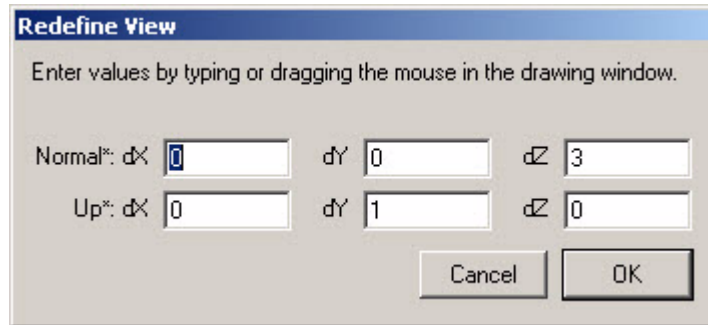 Redefine View
Enter values by typing or dragging the mouse in the drawing window.
Normal*: dX 0 dY 0 dZ 3
Up*: dX 0 dY 1 dZ 0
Cancel OK